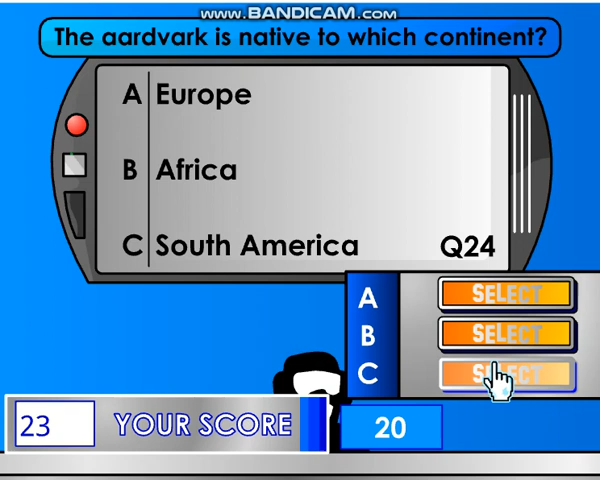 www.BANDICAM.com
The aardvark is native to which continent?
A Europe
B Africa
C South America
Q24
A SELECT
B SELECT
C SELECT
23 YOUR SCORE
20